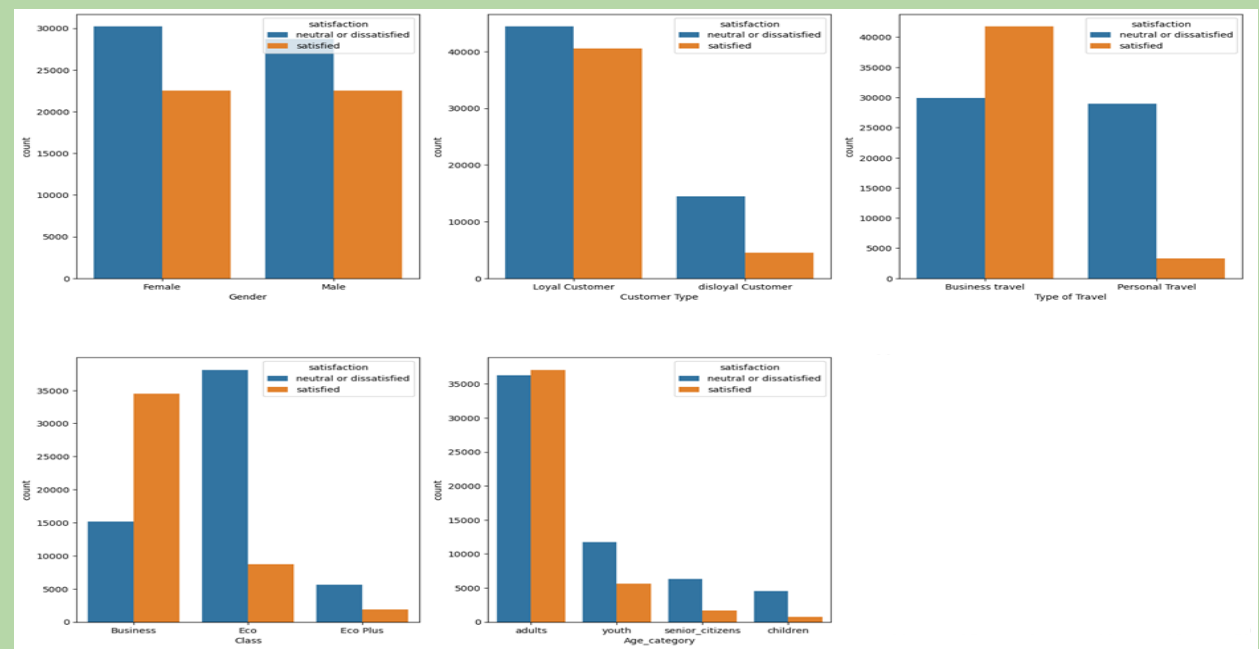 satisfaction
neutral or dissatisfied
satisfied
30000
25000
20000
15000
10000
5000
0
count
Female
Male
Gender
satisfaction
neutral or dissatisfied
satisfied
40000
30000
20000
10000
0
count
Loyal Customer
disloyal Customer
Customer Type
satisfaction
neutral or dissatisfied
satisfied
40000
35000
30000
25000
20000
15000
10000
5000
0
count
Business travel
Personal Travel
Type of Travel
satisfaction
neutral or dissatisfied
satisfied
35000
30000
25000
20000
15000
10000
5000
0
count
Business
Eco
Eco Plus
Class
satisfaction
neutral or dissatisfied
satisfied
35000
30000
25000
20000
15000
10000
5000
0
count
adults
youth
senior_citizens
children
Age_category